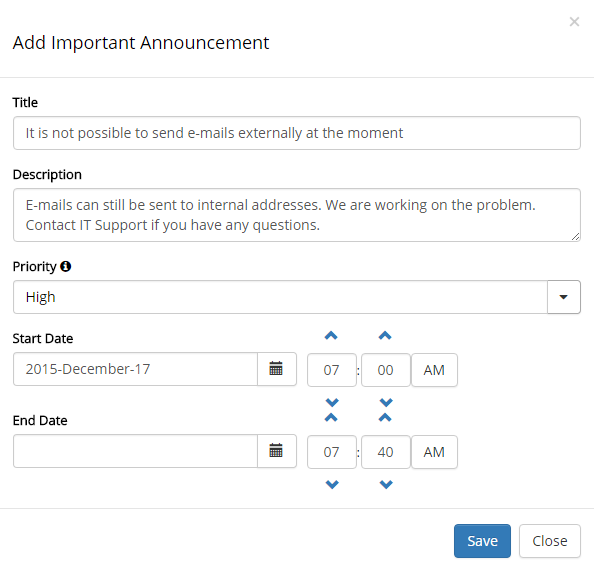 ×
Add Important Announcement
Title
It is not possible to send e-mails externally at the moment
Description
E-mails can still be sent to internal addresses. We are working on the problem.
Contact IT Support if you have any questions.
Priority
High
Start Date
2015-December-17 07 : 00 AM
End Date
07 : 40 AM
Save Close